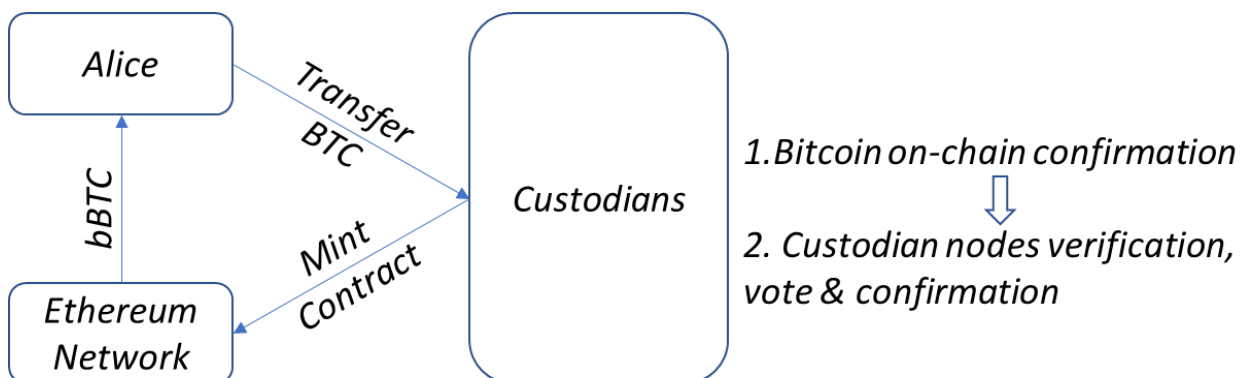 Alice
Transfer
BTC
bBTC
Custodians
Mint
Contract
Ethereum
Network
1.Bitcoin on-chain confirmation
2. Custodian nodes verification,
vote & confirmation